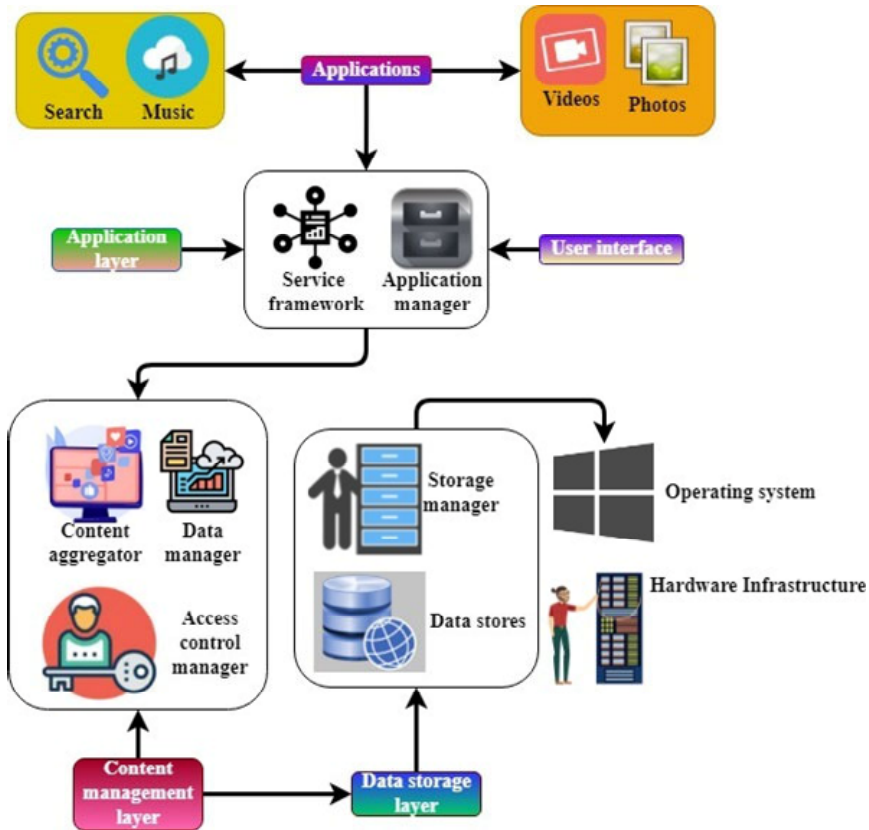 Applications
Search
Music
Videos
Photos
Application
layer
Service
framework
Application
manager
User interface
Content
aggregator
Data
manager
Access
control
manager
Storage
manager
Data stores
Operating system
Hardware Infrastructure
Content
management
layer
Data storage
layer